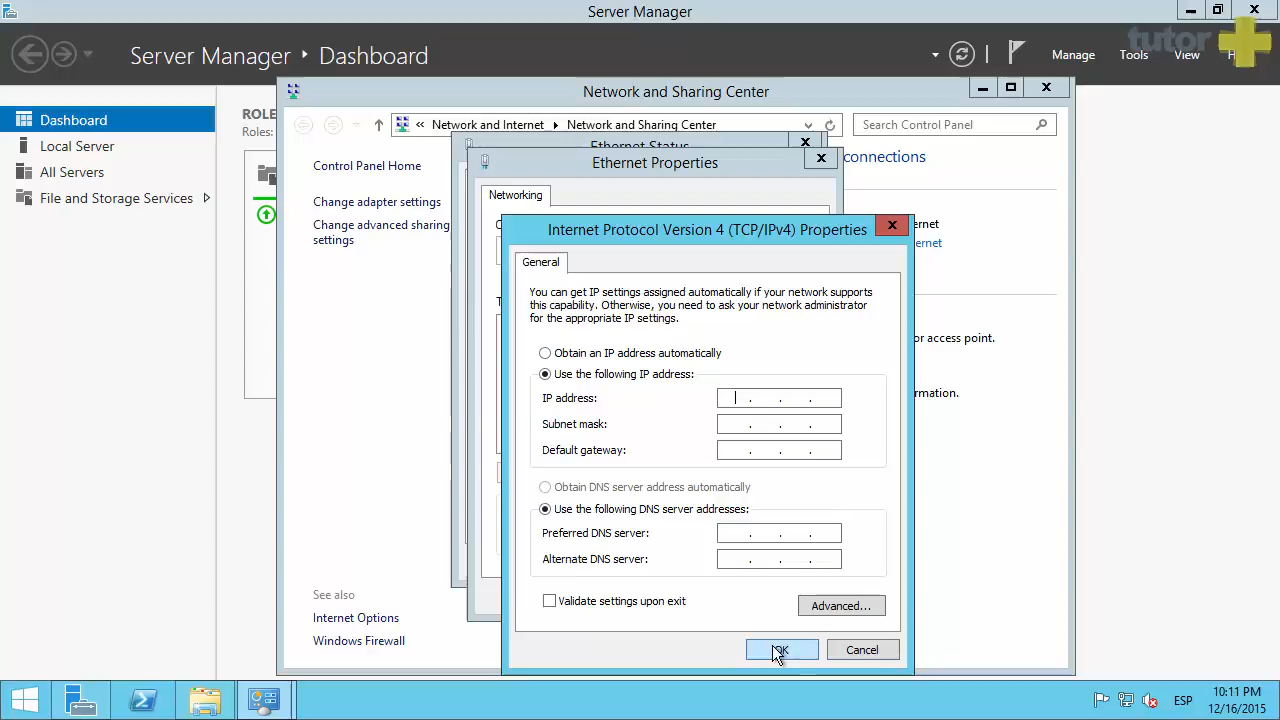 Server Manager
Server Manager ‣ Dashboard
Manage
Tools
View
tutor
Dashboard
Local Server
All Servers
File and Storage Services
ROLE
Roles:
Network and Sharing Center
« Network and Internet ‣ Network and Sharing Center
Search Control Panel
Control Panel Home
Change adapter settings
Change advanced sharing
settings
connections
ernet
ernet
or access point.
rmation.
See also
Internet Options
Windows Firewall
Ethernet Status
Ethernet Properties
Networking
Internet Protocol Version 4 (TCP/IPv4) Properties
General
You can get IP settings assigned automatically if your network supports
this capability. Otherwise, you need to ask your network administrator
for the appropriate IP settings.
Obtain an IP address automatically
Use the following IP address:
IP address:
Subnet mask:
Default gateway:
Obtain DNS server address automatically
Use the following DNS server addresses:
Preferred DNS server:
Alternate DNS server:
Validate settings upon exit
Advanced...
OK
Cancel
ESP
10:11 PM
12/16/2015